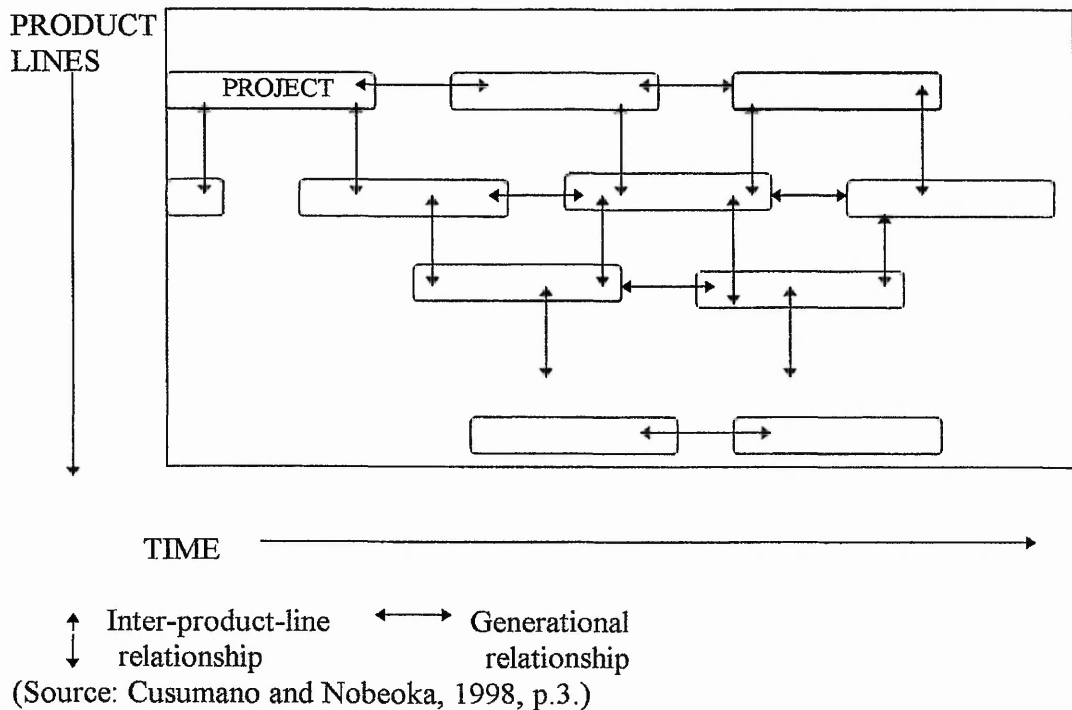 PRODUCT
LINES
PROJECT
TIME
Inter-product-line
relationship
Generational
relationship
(Source: Cusumano and Nobeoka, 1998, p.3.)